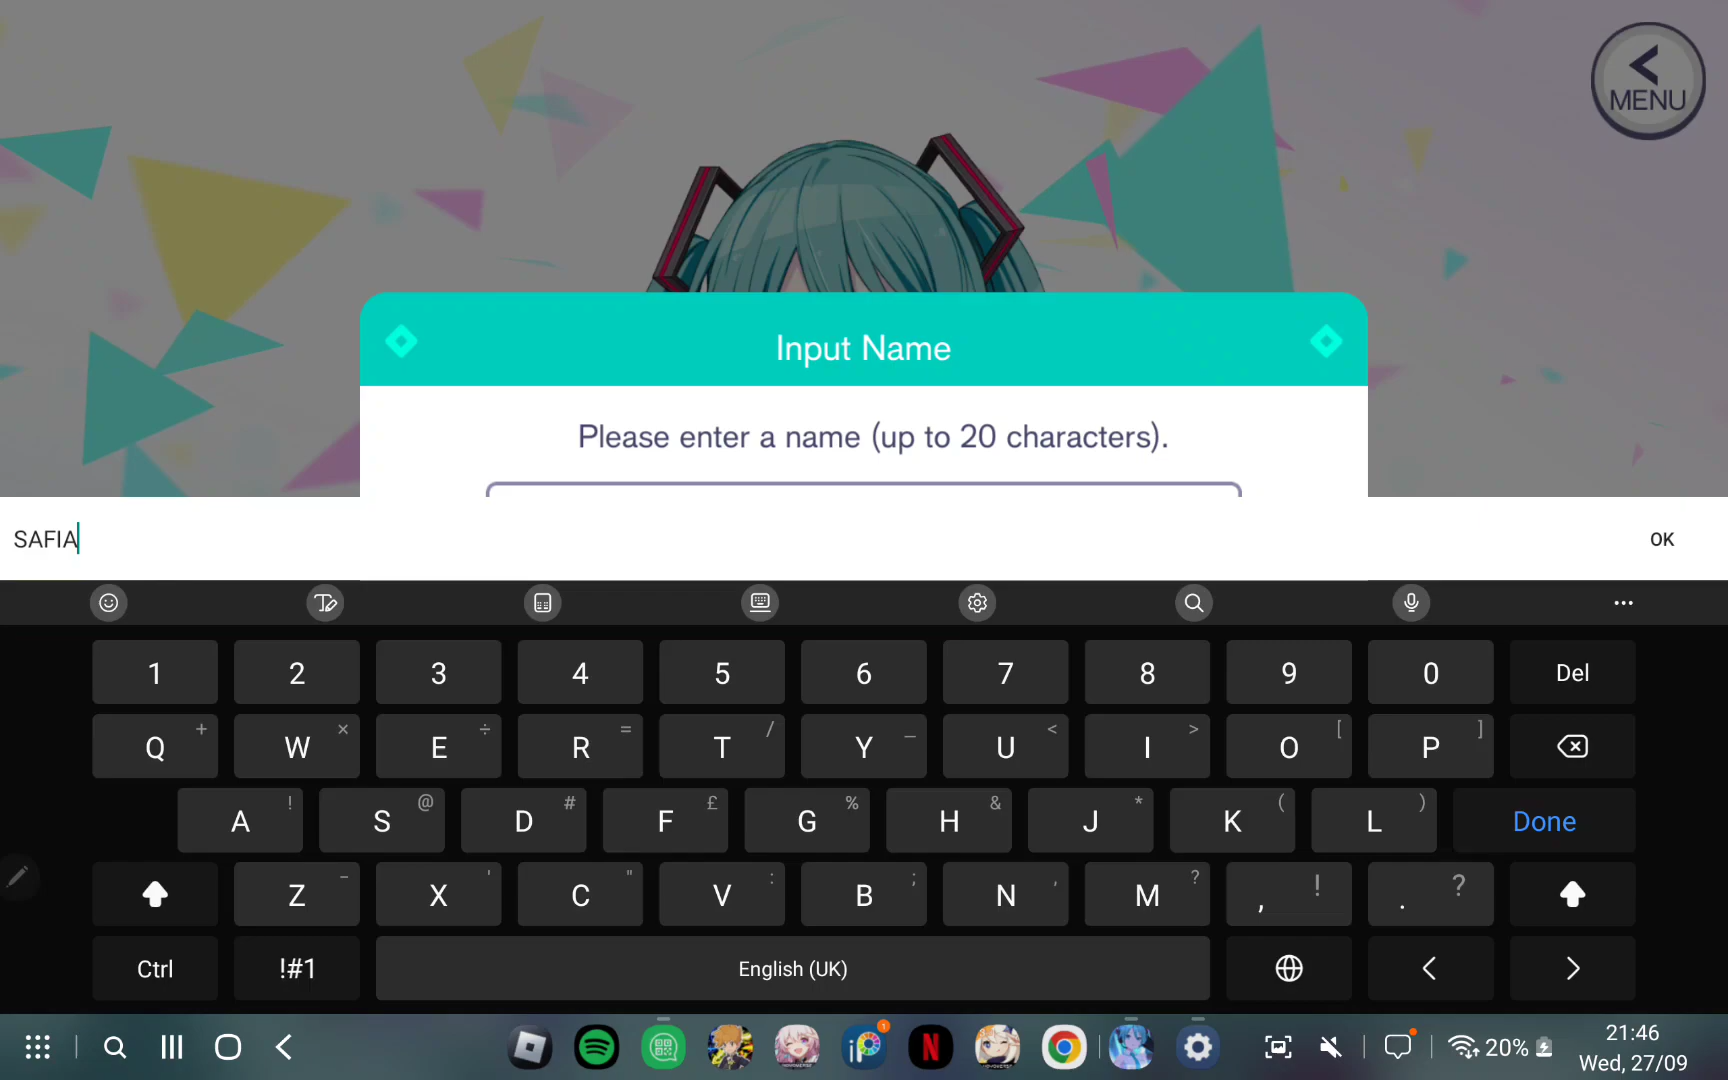 < MENU
Input Name
Please enter a name (up to 20 characters).
SAFIA
OK
1 2 3 4 5 6 7 8 9 0 Del
Q + W × E ÷ R = T / Y _ U < I > O [ P ]
A ! S @ D # F £ G % H & J * K ( L ) Done
Z - X ' C " V : B ; N , M ? , ! . ?
Ctrl !#1 English (UK) < >
20% 21:46
Wed, 27/09